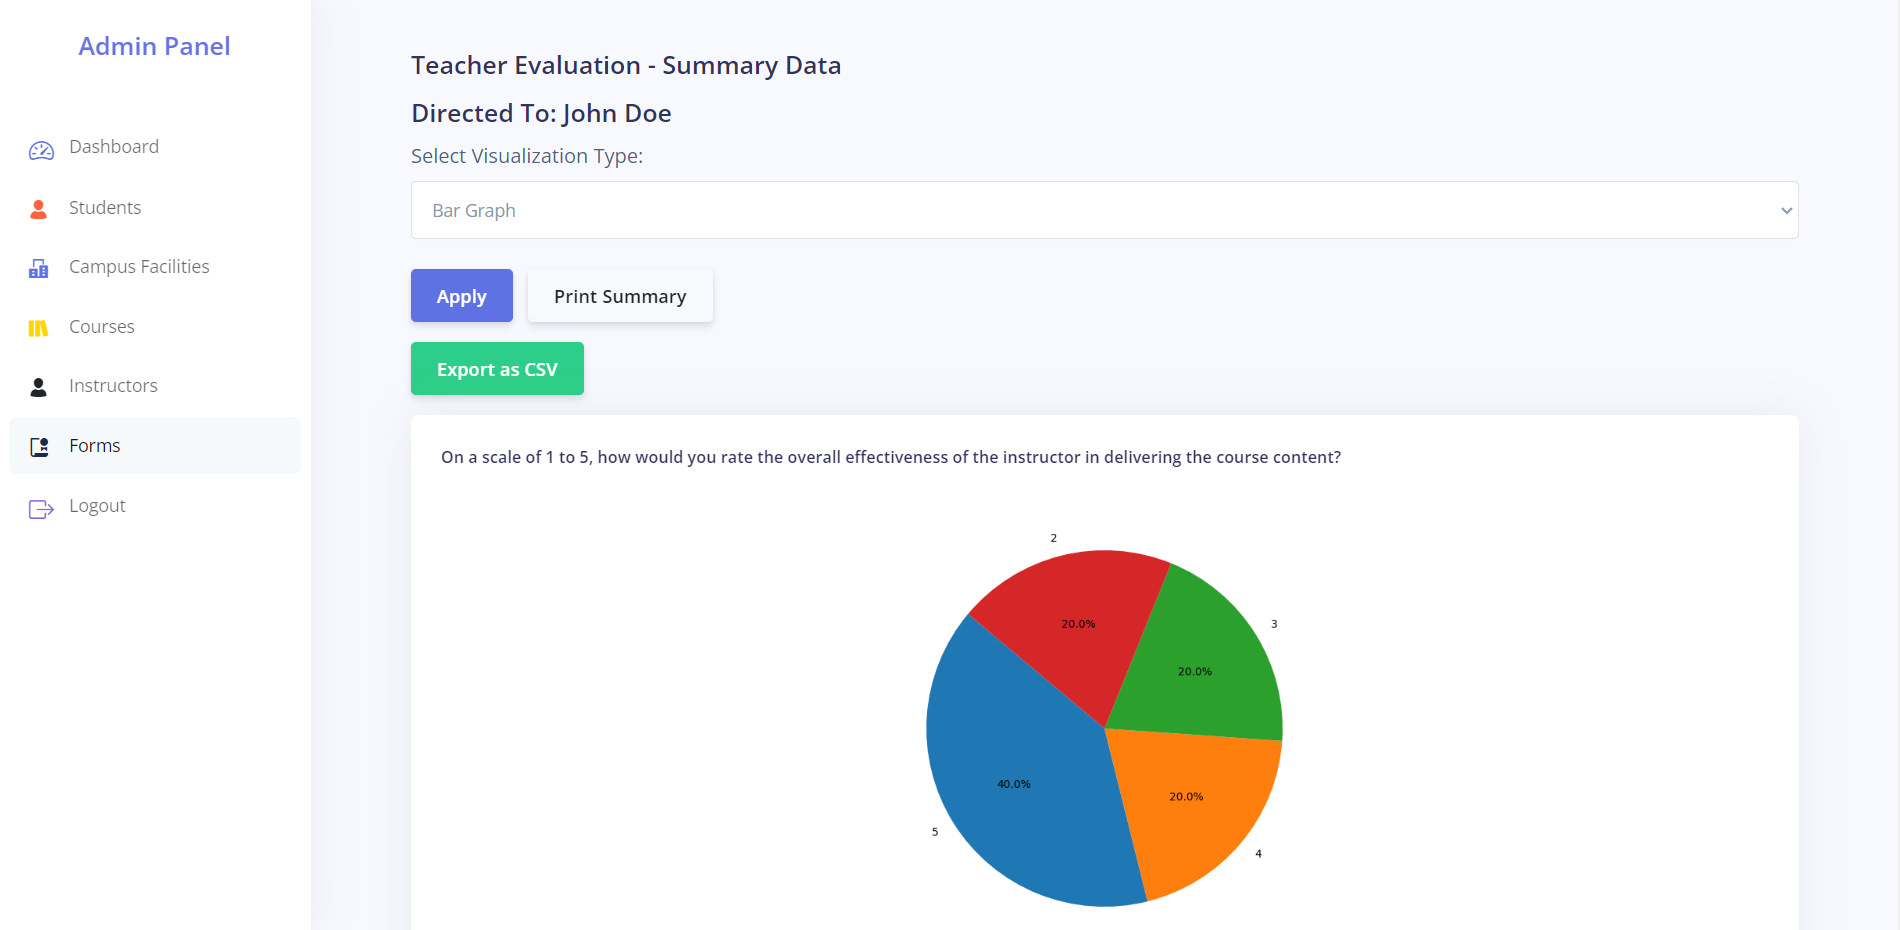 Admin Panel
Dashboard
Students
Campus Facilities
Courses
Instructors
Forms
Logout
Teacher Evaluation - Summary Data
Directed To: John Doe
Select Visualization Type:
Bar Graph
Apply
Print Summary
Export as CSV
On a scale of 1 to 5, how would you rate the overall effectiveness of the instructor in delivering the course content?
2
20.0%
3
20.0%
40.0%
20.0%
5
4